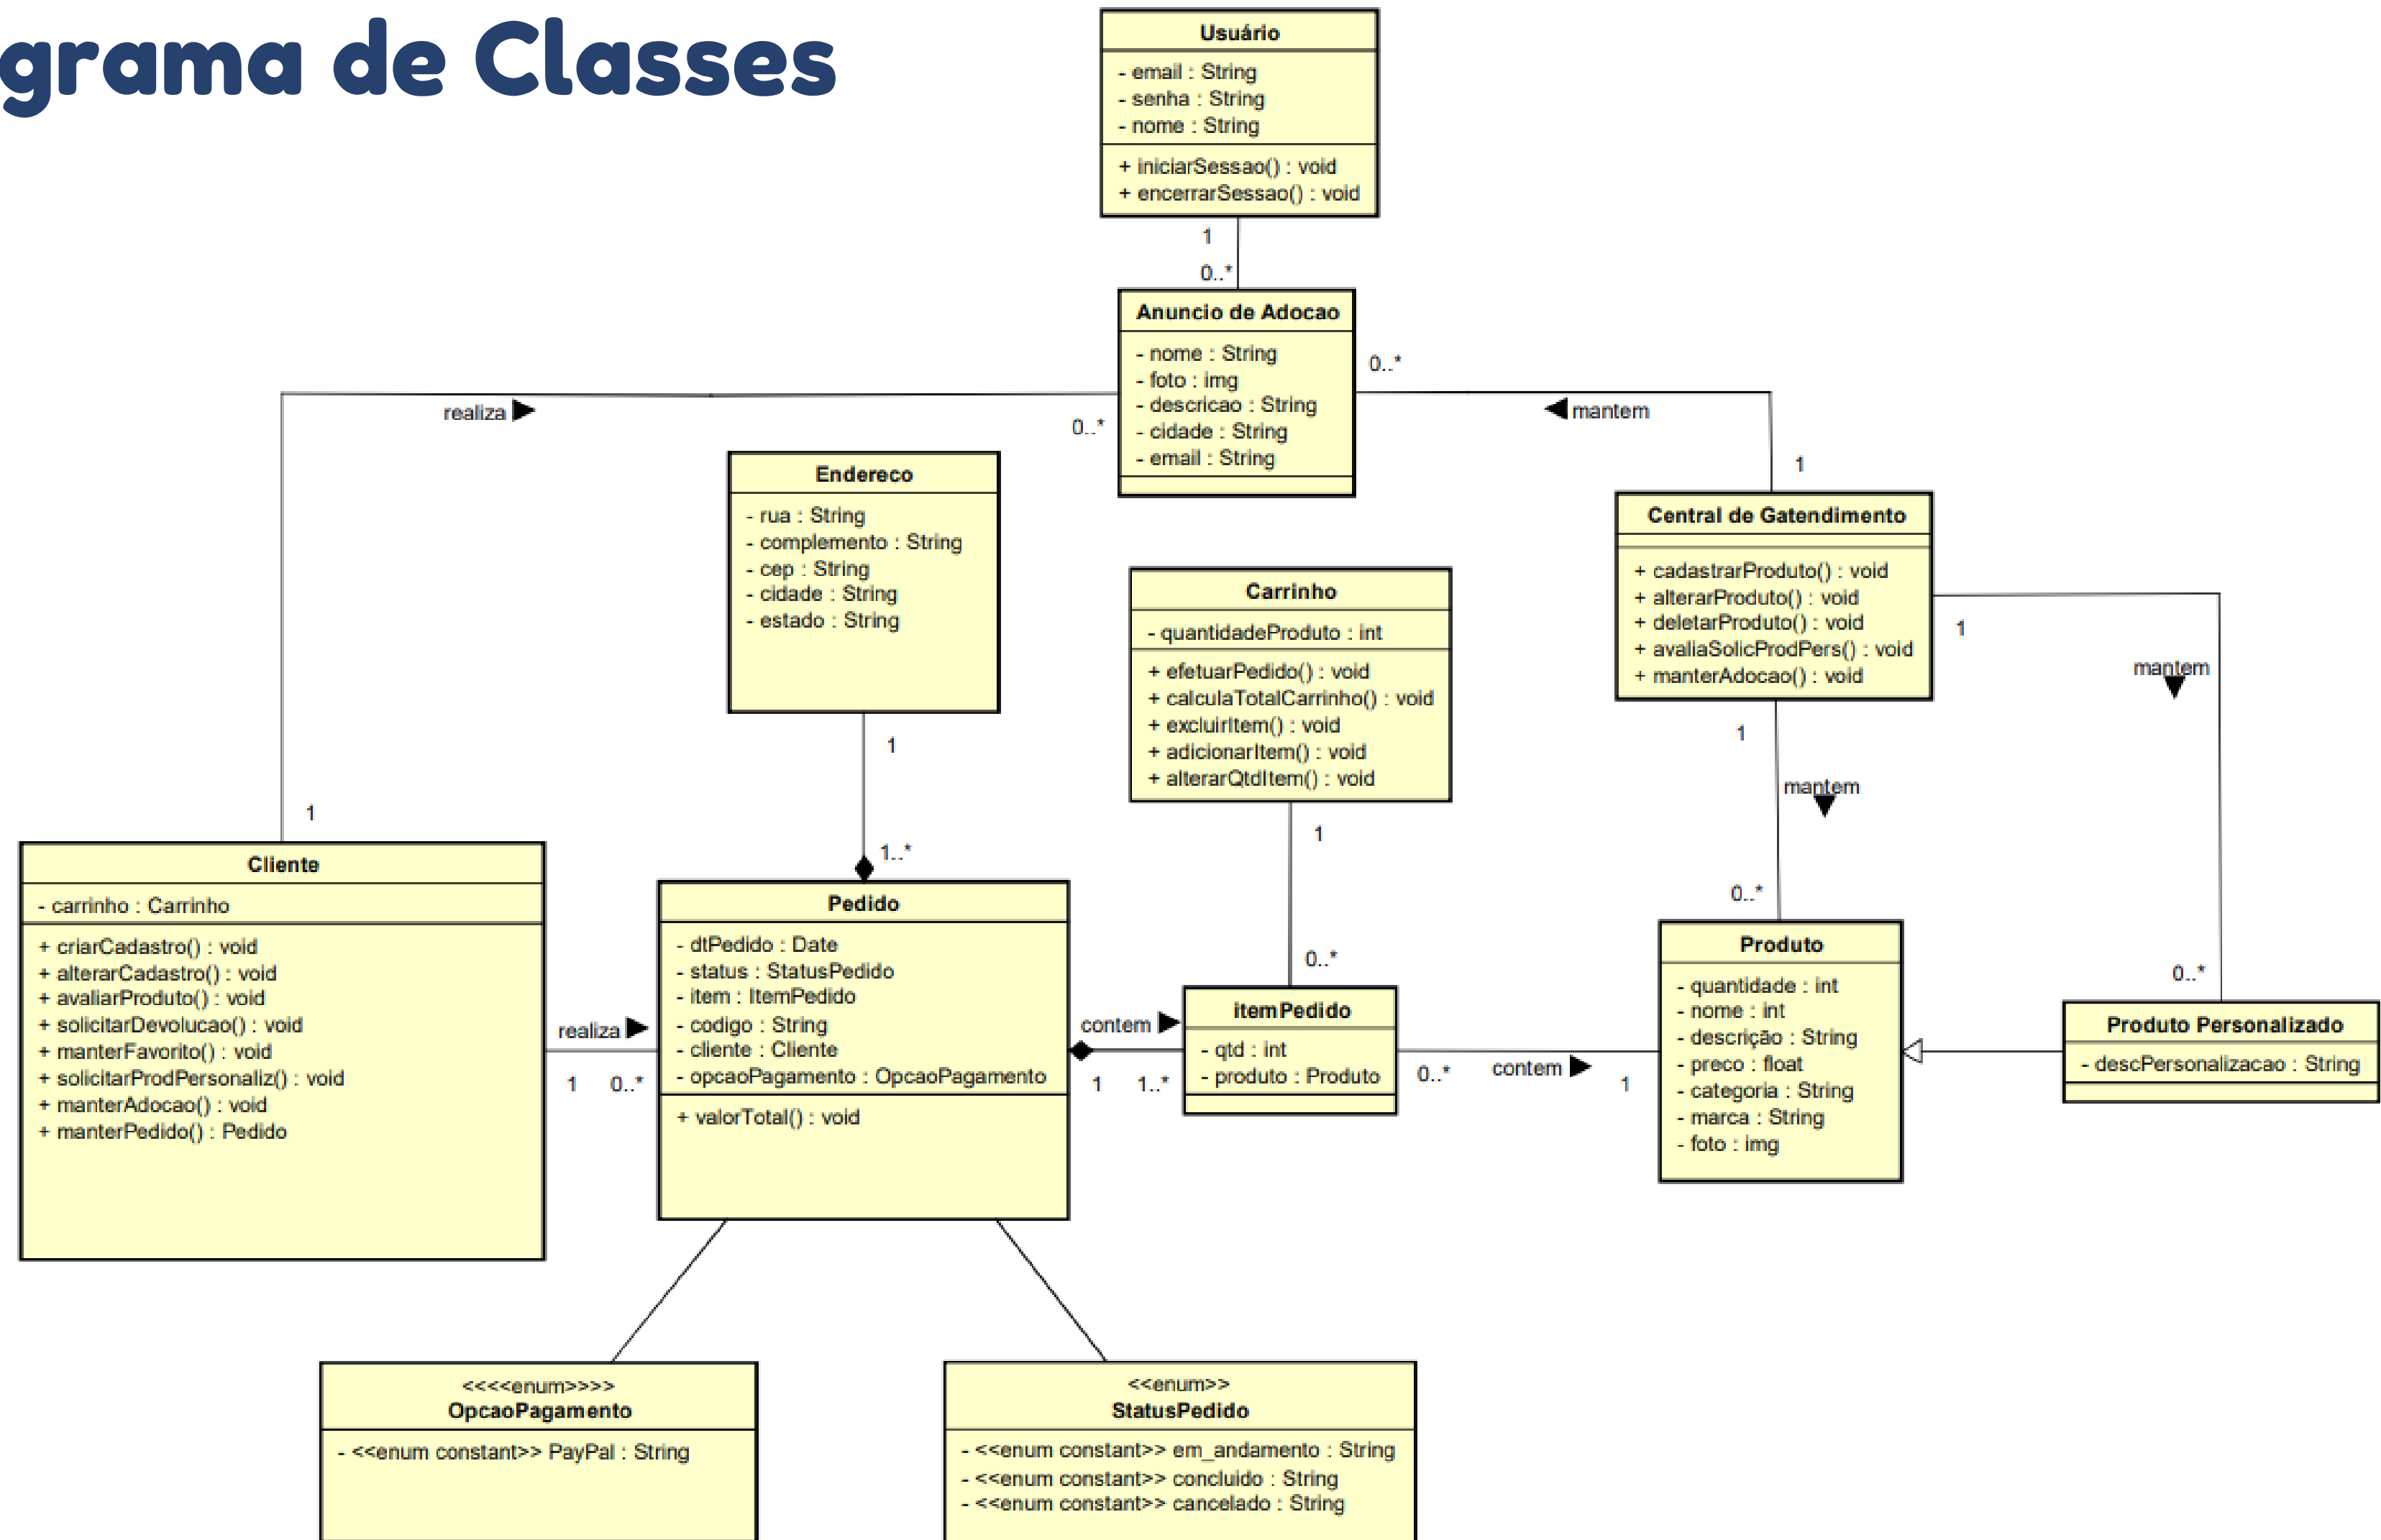 grama de Classes
Usuário
- email : String
- senha : String
- nome : String
+ iniciarSessao() : void
+ encerrarSessao() : void
1
0..*
Anuncio de Adocao
- nome : String
- foto : img
- descricao : String
- cidade : String
- email : String
0..*
realiza
0..*
mantem
1
Endereco
- rua : String
- complemento : String
- cep : String
- cidade : String
- estado : String
1
1..*
Carrinho
- quantidadeProduto : int
+ efetuarPedido() : void
+ calculaTotalCarrinho() : void
+ excluirItem() : void
+ adicionarItem() : void
+ alterarQtdItem() : void
1
0..*
Central de Gatendimento
+ cadastrarProduto() : void
+ alterarProduto() : void
+ deletarProduto() : void
+ avaliaSolicProdPers() : void
+ manterAdocao() : void
1
mantem
0..*
1
mantem
0..*
1
Cliente
- carrinho : Carrinho
+ criarCadastro() : void
+ alterarCadastro() : void
+ avaliarProduto() : void
+ solicitarDevolucao() : void
+ manterFavorito() : void
+ solicitarProdPersonaliz() : void
+ manterAdocao() : void
+ manterPedido() : Pedido
realiza
1 0..*
Pedido
- dtPedido : Date
- status : StatusPedido
- item : ItemPedido
- codigo : String
- cliente : Cliente
- opcaoPagamento : OpcaoPagamento
+ valorTotal() : void
contem
1 1..*
itemPedido
- qtd : int
- produto : Produto
0..* contem 1
Produto
- quantidade : int
- nome : int
- descrição : String
- preco : float
- categoria : String
- marca : String
- foto : img
Produto Personalizado
- descPersonalizacao : String
<<<<enum>>>>
OpcaoPagamento
- <<enum constant>> PayPal : String
<<enum>>
StatusPedido
- <<enum constant>> em_andamento : String
- <<enum constant>> concluido : String
- <<enum constant>> cancelado : String